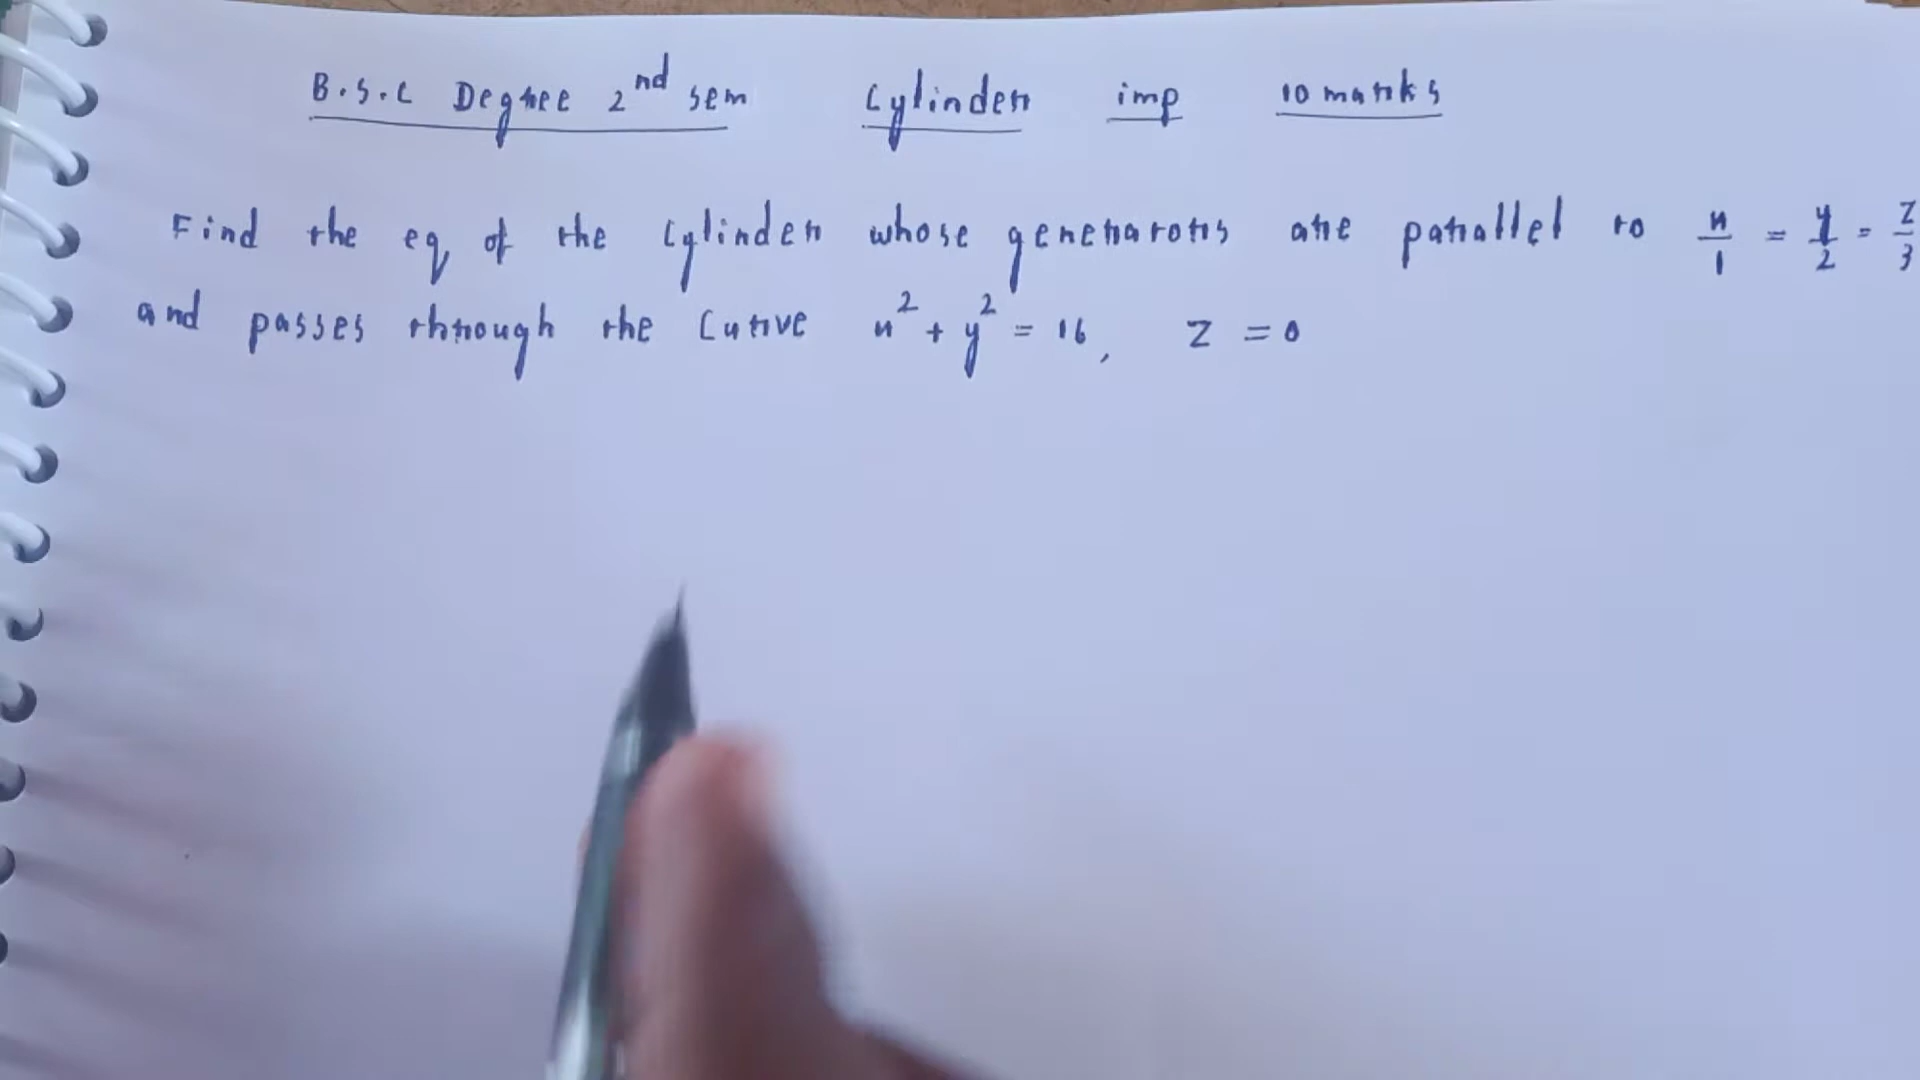 B.S.C Degree 2nd sem Cylinder imp 10 marks
Find the eq of the cylinder whose generators are parallel to x/1 = y/2 = z/3
and passes through the curve x² + y² = 16, z = 0